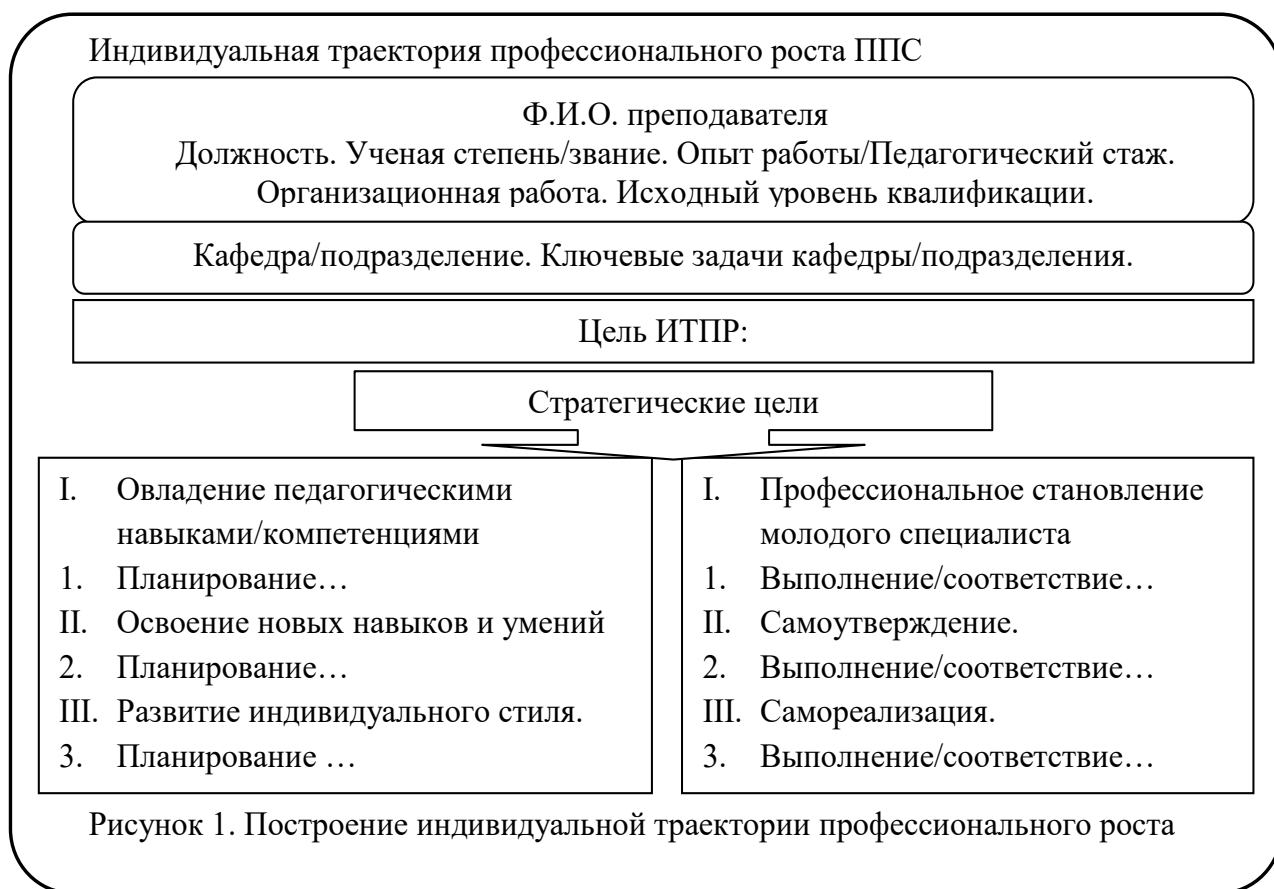 Индивидуальная траектория профессионального роста ППС
Ф.И.О. преподавателя
Должность. Ученая степень/звание. Опыт работы/Педагогический стаж.
Организационная работа. Исходный уровень квалификации.
Кафедра/подразделение. Ключевые задачи кафедры/подразделения.
Цель ИТПР:
Стратегические цели
I. Овладение педагогическими
навыками/компетенциями
1. Планирование…
II. Освоение новых навыков и умений
2. Планирование…
III. Развитие индивидуального стиля.
3. Планирование …
I. Профессиональное становление
молодого специалиста
1. Выполнение/соответствие…
II. Самоутверждение.
2. Выполнение/соответствие…
III. Самореализация.
3. Выполнение/соответствие…
Рисунок 1. Построение индивидуальной траектории профессионального роста